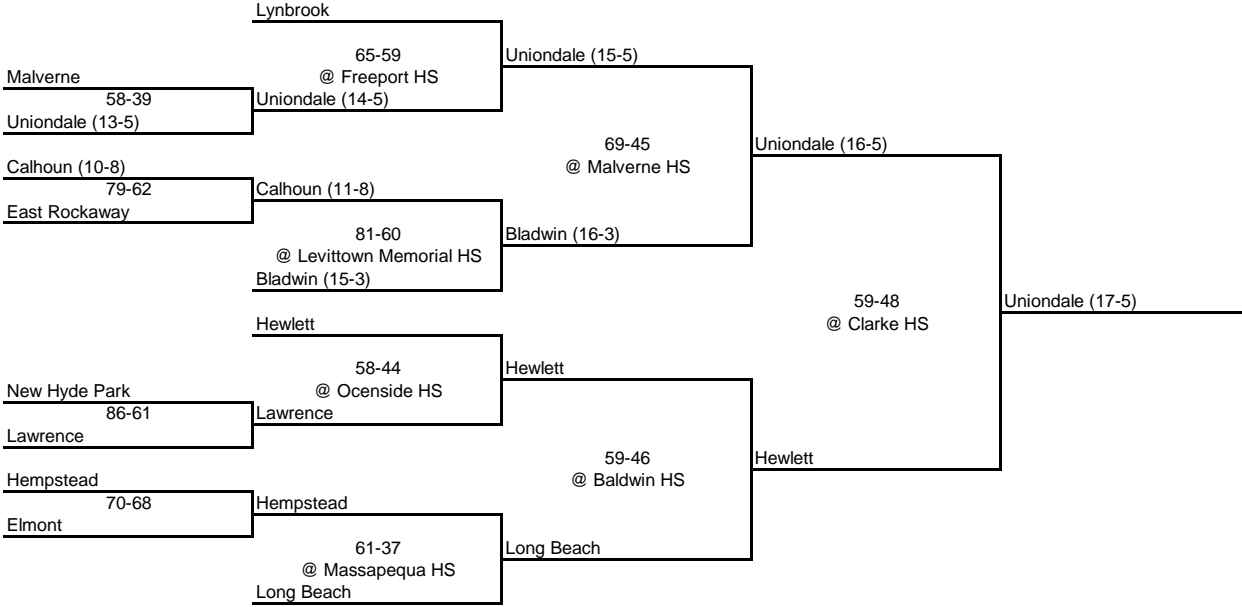 Lynbrook
65-59
@ Freeport HS
Uniondale (15-5)
Malverne
58-39
Uniondale (14-5)
Uniondale (13-5)
69-45
@ Malverne HS
Uniondale (16-5)
Calhoun (10-8)
79-62
Calhoun (11-8)
East Rockaway
81-60
@ Levittown Memorial HS
Bladwin (16-3)
Bladwin (15-3)
59-48
@ Clarke HS
Uniondale (17-5)
Hewlett
58-44
@ Ocenside HS
Hewlett
New Hyde Park
86-61
Lawrence
Lawrence
59-46
@ Baldwin HS
Hewlett
Hempstead
70-68
Hempstead
Elmont
61-37
@ Massapequa HS
Long Beach
Long Beach